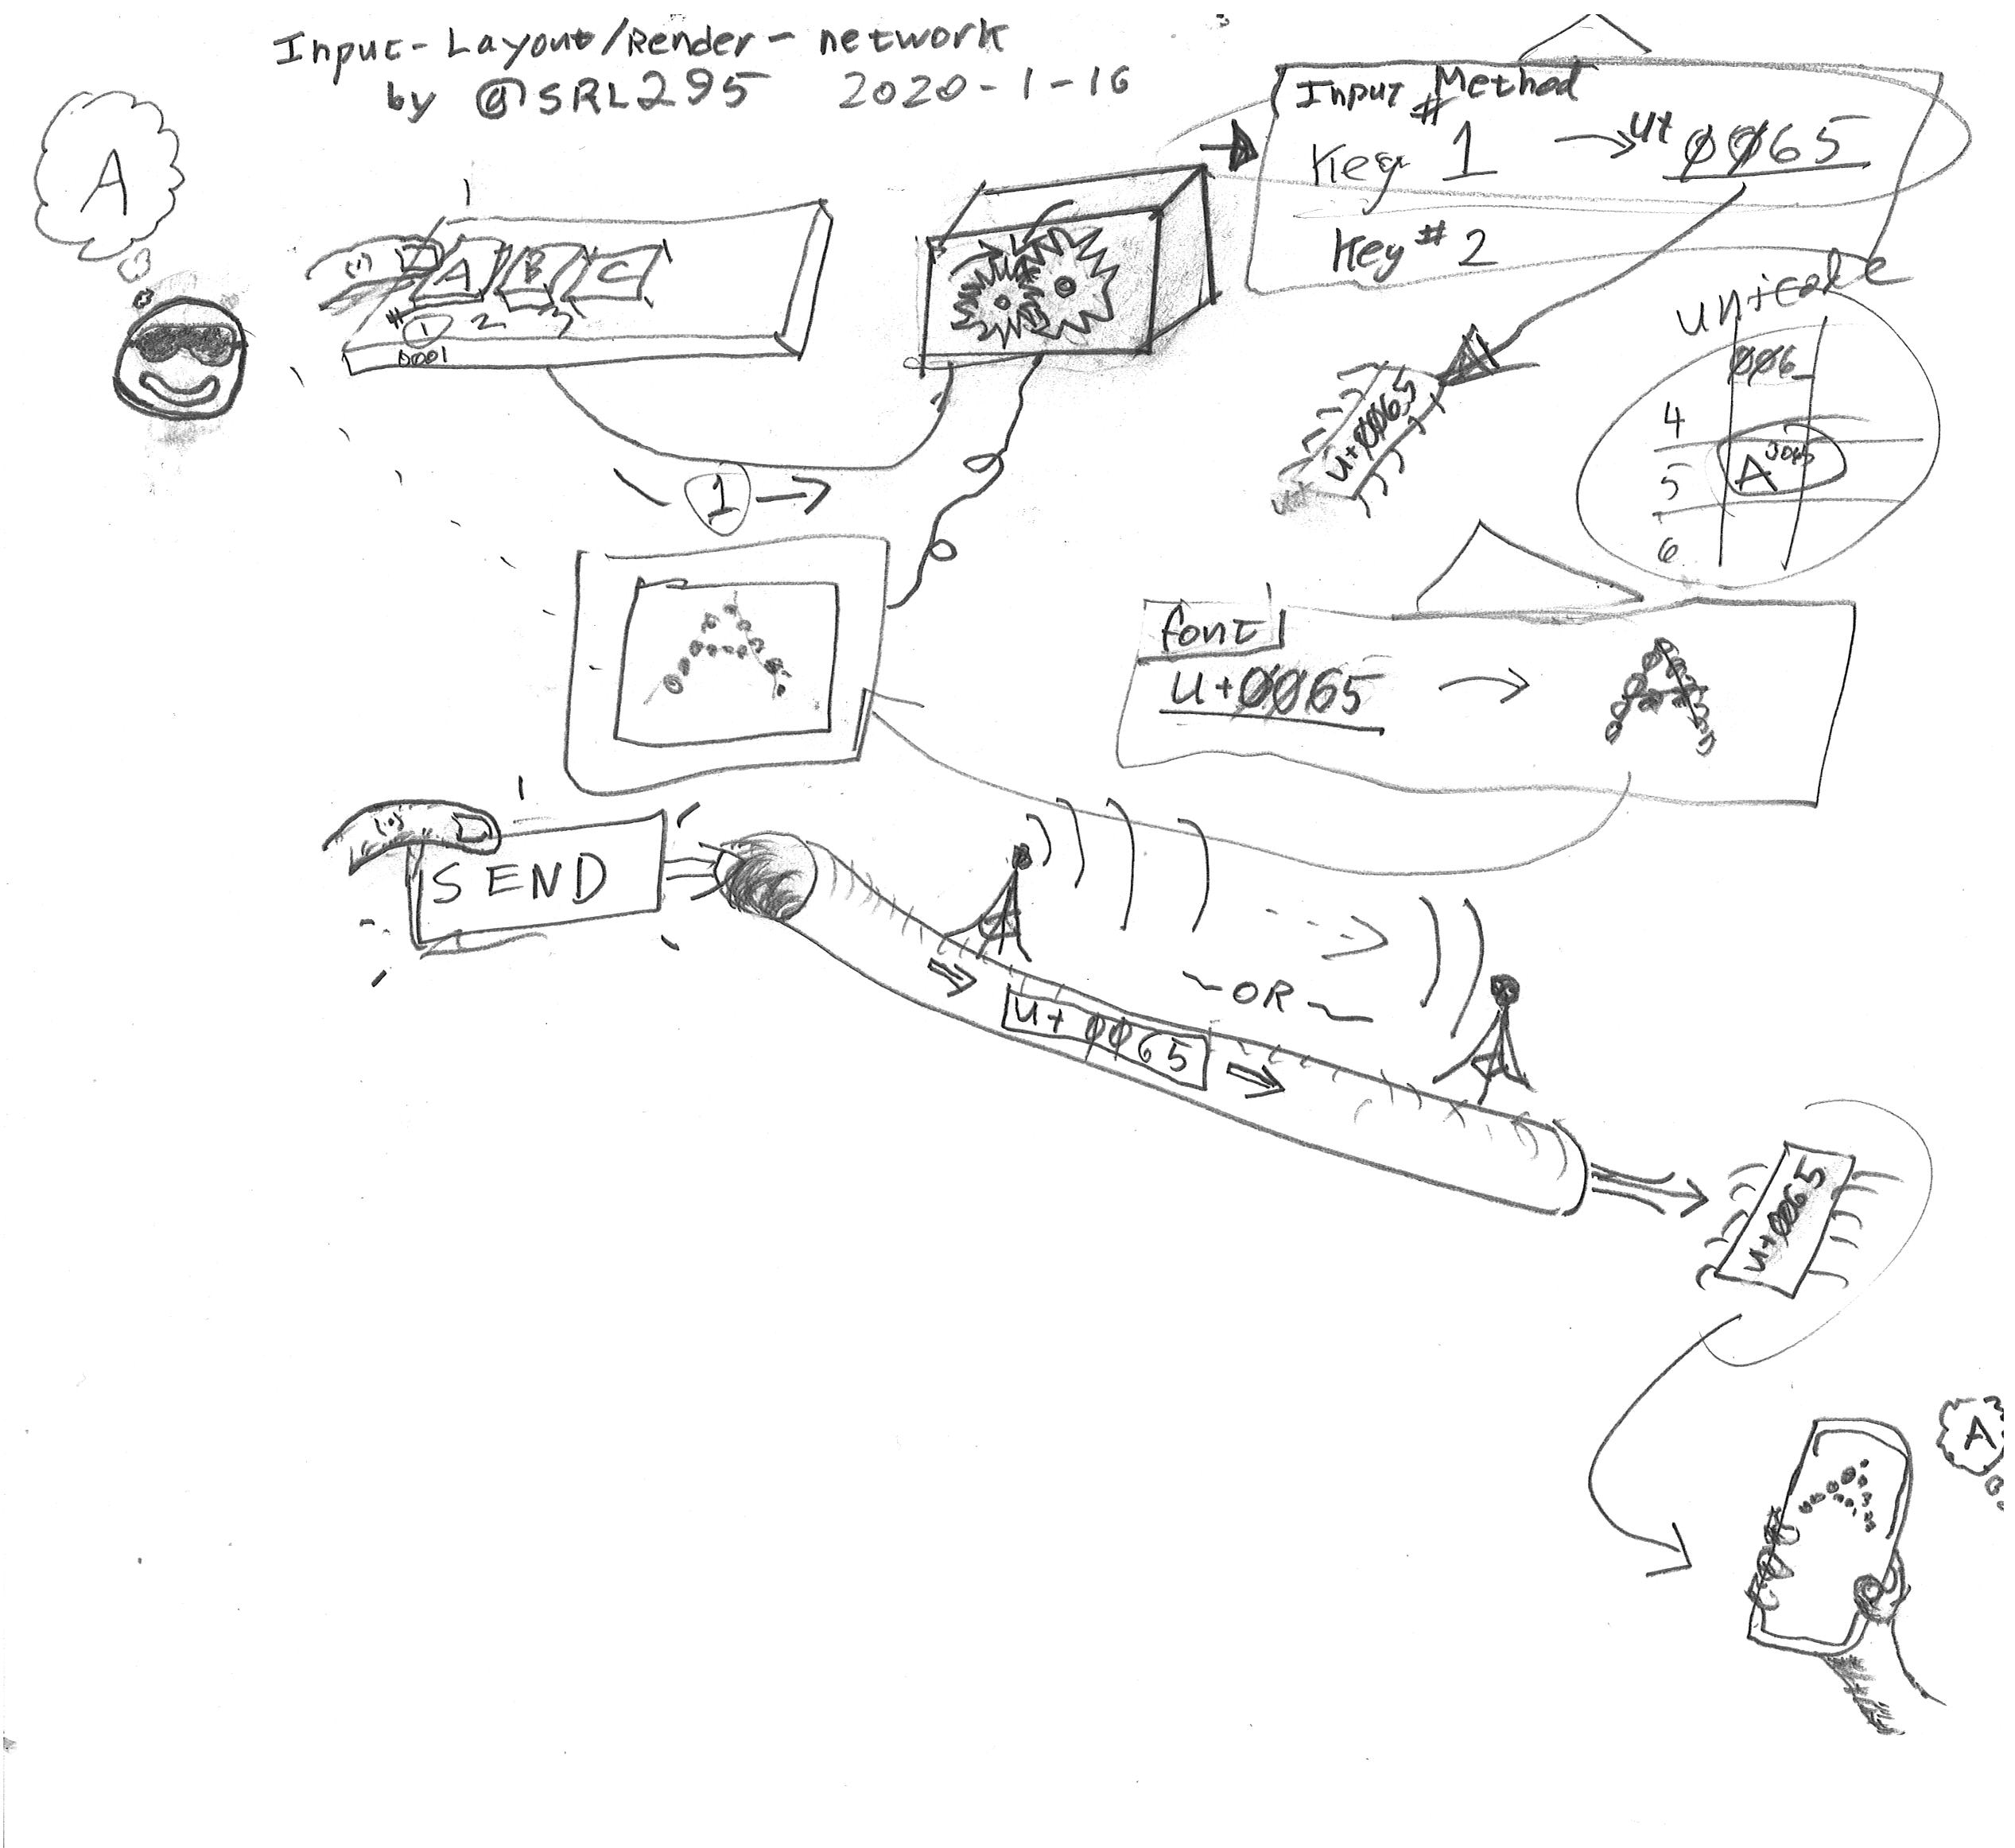 Input-Layout/Render-network
by @SRL295 2020-1-16
A
A B C
# 1 2 3
0001
1
Input Method
Key #1 → U+0065
Key #2
U+0065
Unicode
006_
4
5 A
6
font
U+0065 → A
A
SEND
~OR~
U+0065
U+0065
A
A